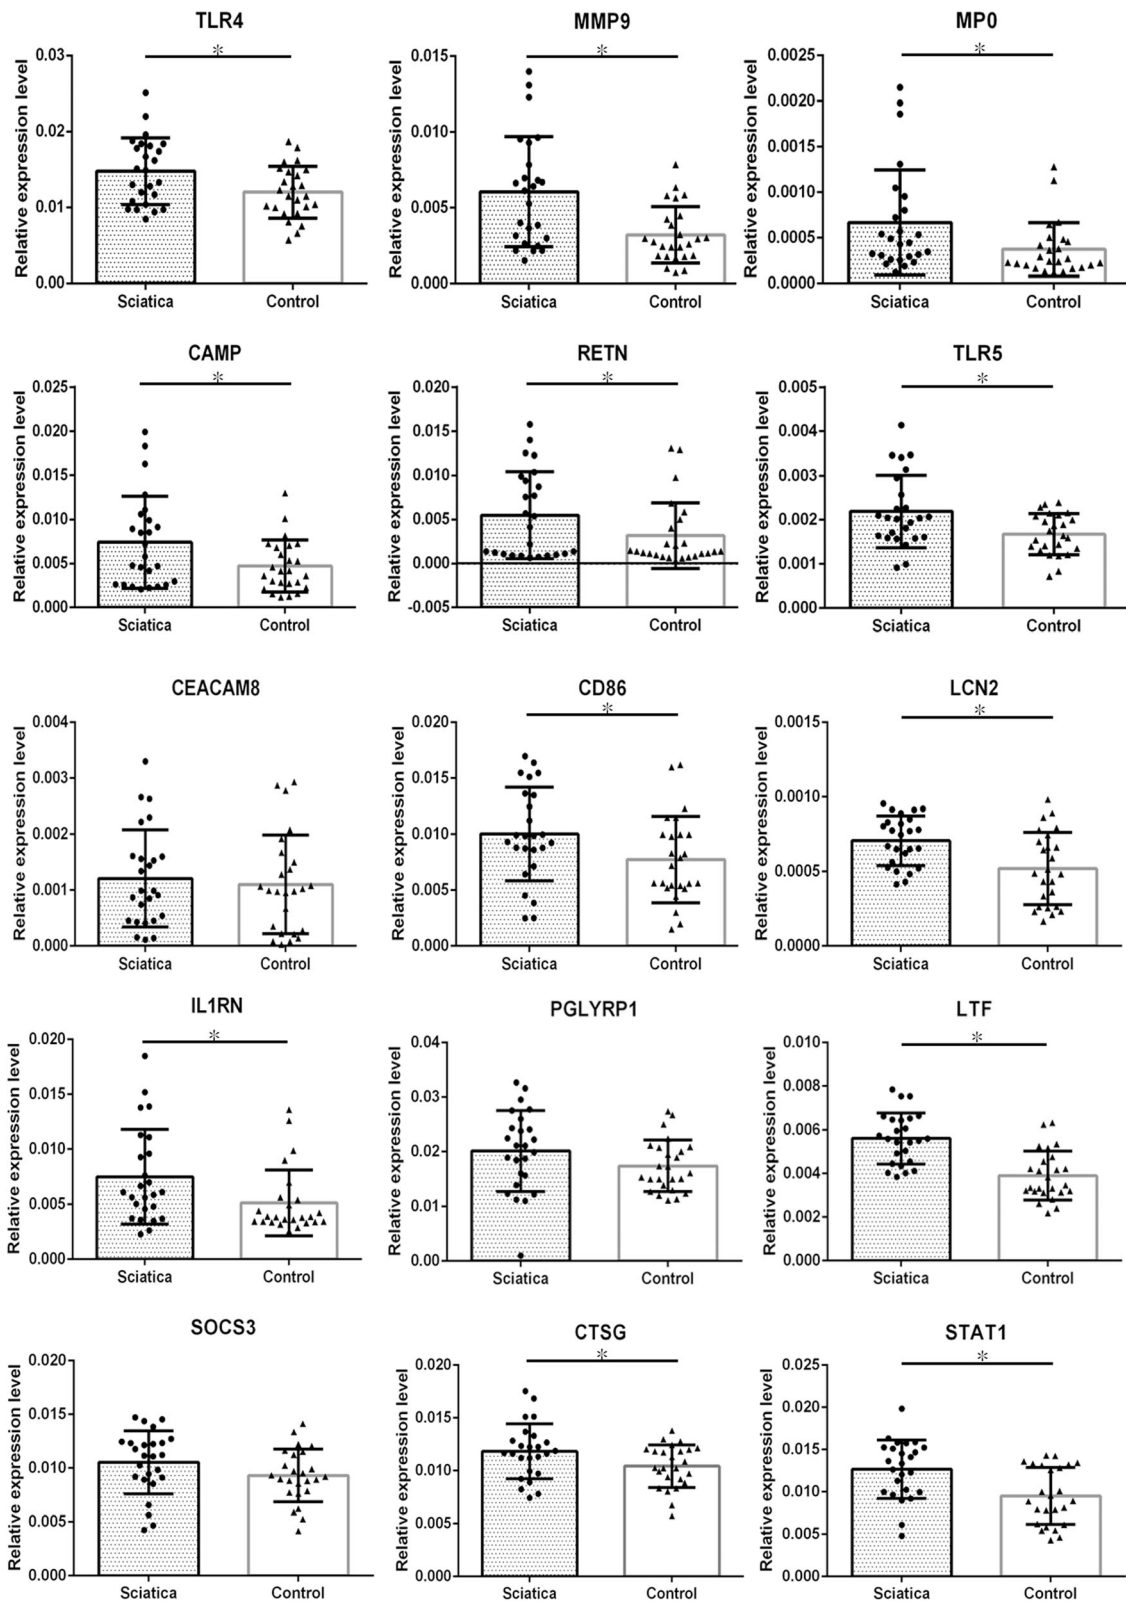 TLR4
MMP9
MP0
Relative expression level
0.03
0.02
0.01
0.00
Sciatica
Control
*
Relative expression level
0.015
0.010
0.005
0.000
Sciatica
Control
*
Relative expression level
0.0025
0.0020
0.0015
0.0010
0.0005
0.0000
Sciatica
Control
*
CAMP
RETN
TLR5
Relative expression level
0.025
0.020
0.015
0.010
0.005
0.000
Sciatica
Control
*
Relative expression level
0.020
0.015
0.010
0.005
0.000
-0.005
Sciatica
Control
*
Relative expression level
0.005
0.004
0.003
0.002
0.001
0.000
Sciatica
Control
*
CEACAM8
CD86
LCN2
Relative expression level
0.004
0.003
0.002
0.001
0.000
Sciatica
Control
Relative expression level
0.020
0.015
0.010
0.005
0.000
Sciatica
Control
*
Relative expression level
0.0015
0.0010
0.0005
0.0000
Sciatica
Control
*
IL1RN
PGLYRP1
LTF
Relative expression level
0.020
0.015
0.010
0.005
0.000
Sciatica
Control
*
Relative expression level
0.04
0.03
0.02
0.01
0.00
Sciatica
Control
Relative expression level
0.010
0.008
0.006
0.004
0.002
0.000
Sciatica
Control
*
SOCS3
CTSG
STAT1
Relative expression level
0.020
0.015
0.010
0.005
0.000
Sciatica
Control
Relative expression level
0.020
0.015
0.010
0.005
0.000
Sciatica
Control
*
Relative expression level
0.025
0.020
0.015
0.010
0.005
0.000
Sciatica
Control
*